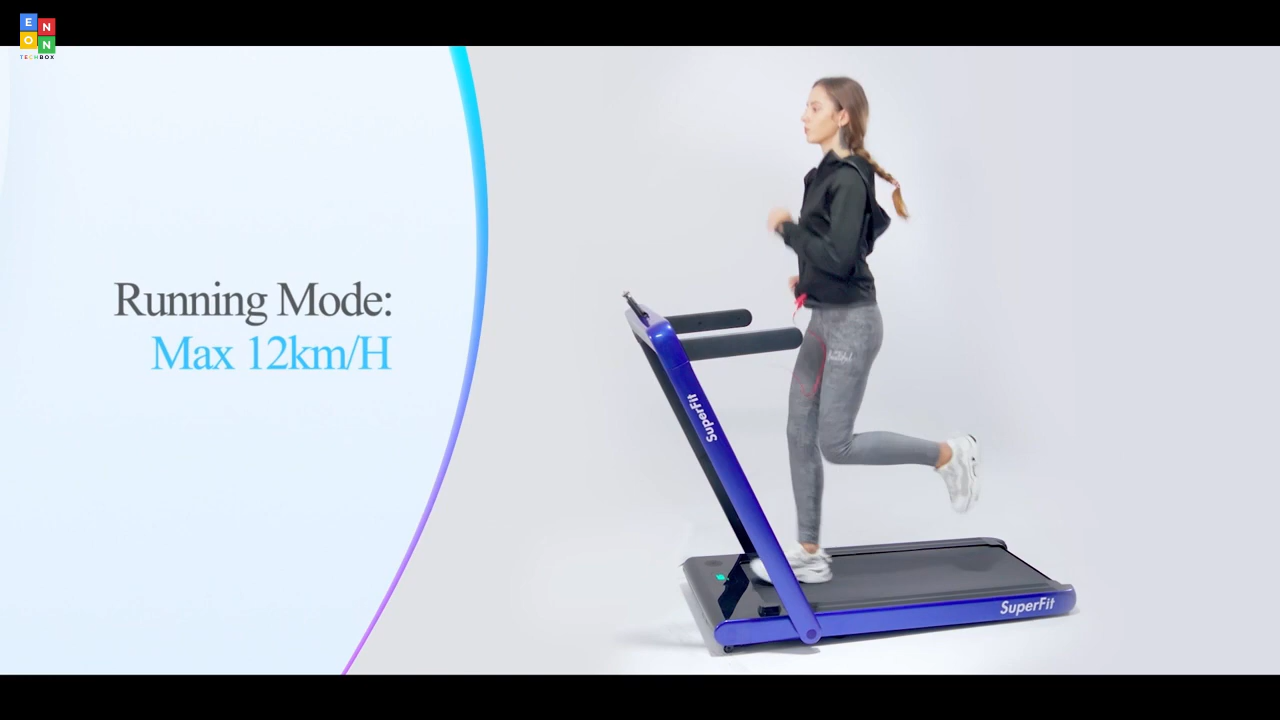 E N
O N
TECHBOX
Running Mode:
Max 12km/H
SuperFit
SuperFit